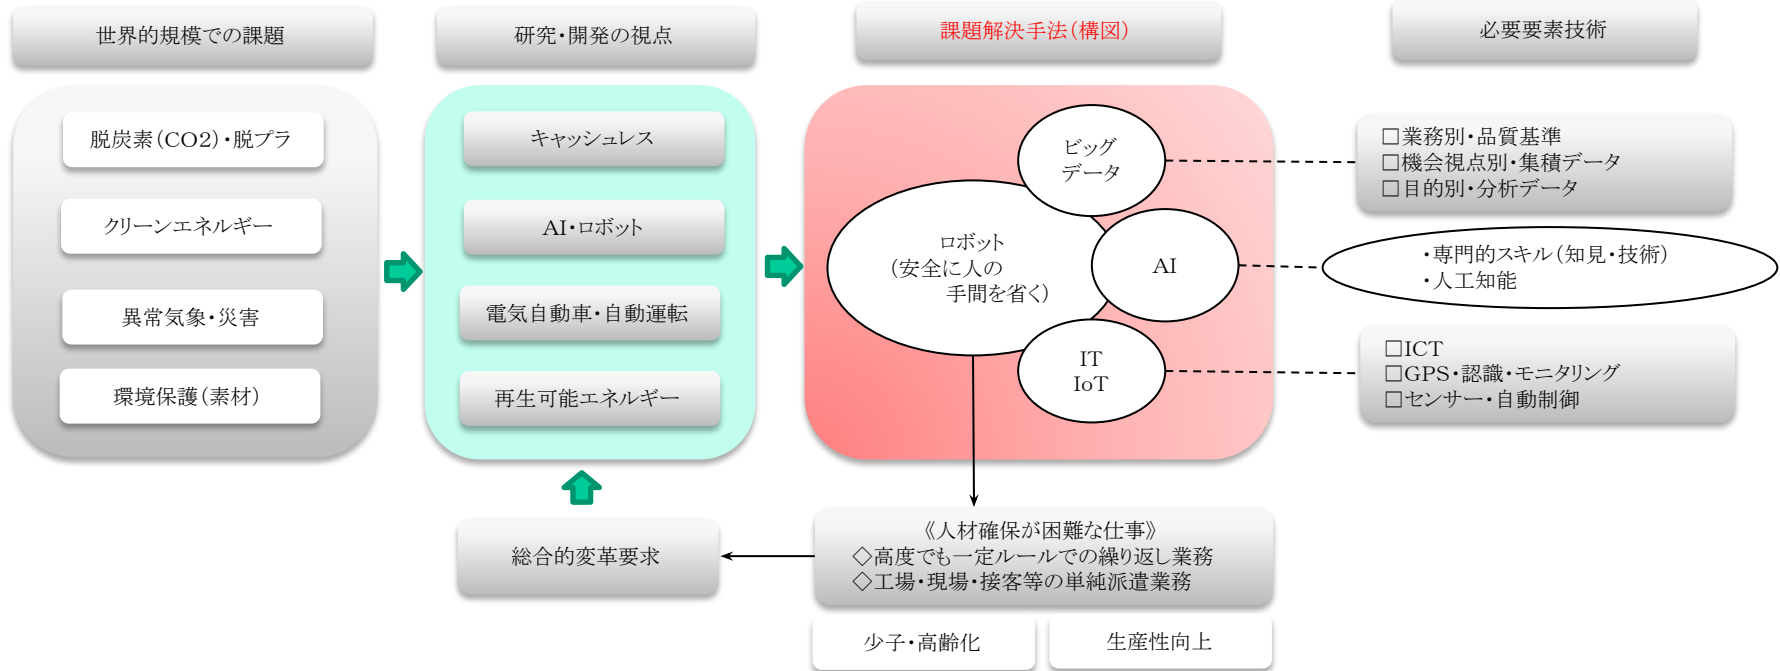 世界的規模での課題
脱炭素(CO2)・脱プラ
クリーンエネルギー
異常気象・災害
環境保護(素材)
研究・開発の視点
キャッシュレス
AI・ロボット
電気自動車・自動運転
再生可能エネルギー
課題解決手法(構図)
ビッグ
データ
ロボット
(安全に人の
手間を省く)
AI
IT
IoT
必要要素技術
□業務別・品質基準
□機会視点別・集積データ
□目的別・分析データ
・専門的スキル(知見・技術)
・人工知能
□ICT
□GPS・認識・モニタリング
□センサー・自動制御
総合的変革要求
《人材確保が困難な仕事》
◇高度でも一定ルールでの繰り返し業務
◇工場・現場・接客等の単純派遣業務
少子・高齢化
生産性向上